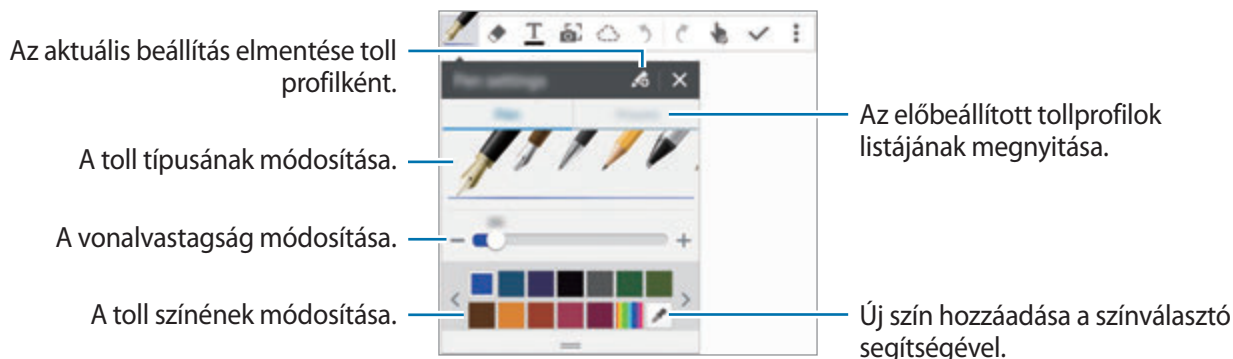 Az aktuális beállítás elmentése toll
profilként.
A toll típusának módosítása.
A vonalvastagság módosítása.
A toll színének módosítása.
Az előbeállított tollprofilok
listájának megnyitása.
Új szín hozzáadása a színválasztó
segítségével.